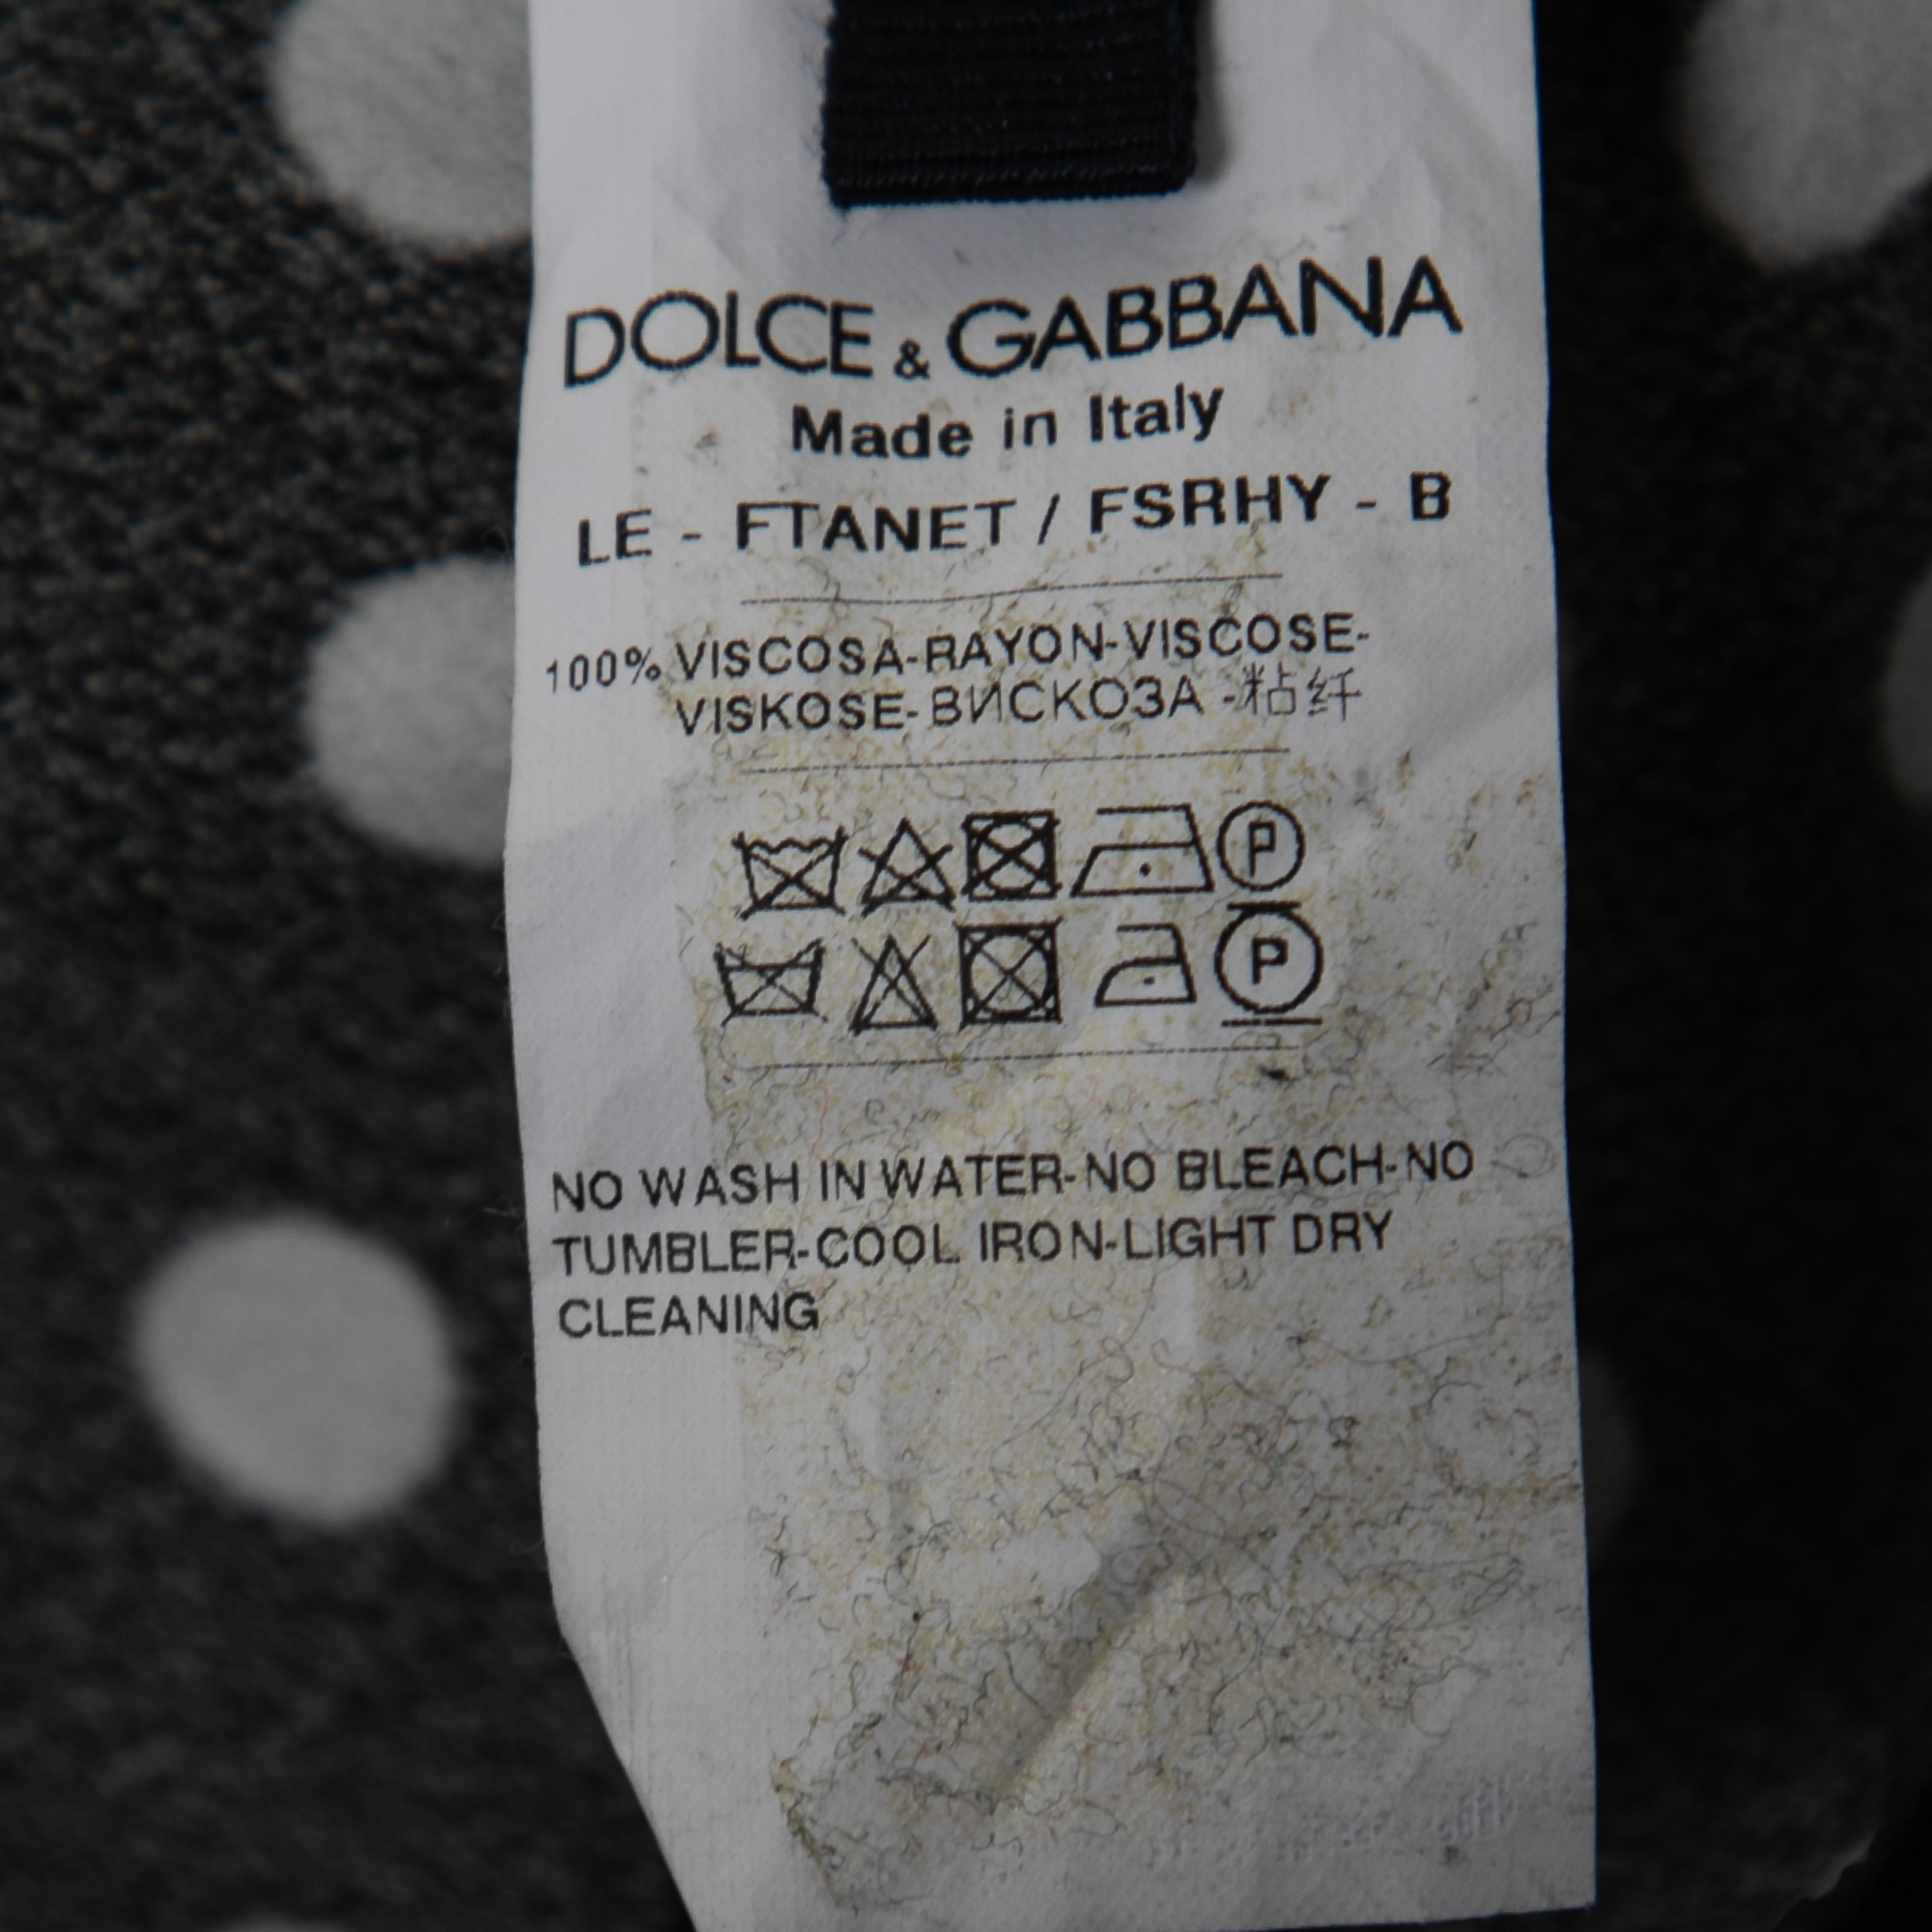 DOLCE & GABBANA
Made in Italy
LE - FTANET / FSRHY - B
100% VISCOSA-RAYON-VISCOSE-
VISKOSE-ВИСКОЗА -粘纤
P
P
NO WASH IN WATER-NO BLEACH-NO
TUMBLER-COOL IRON-LIGHT DRY
CLEANING